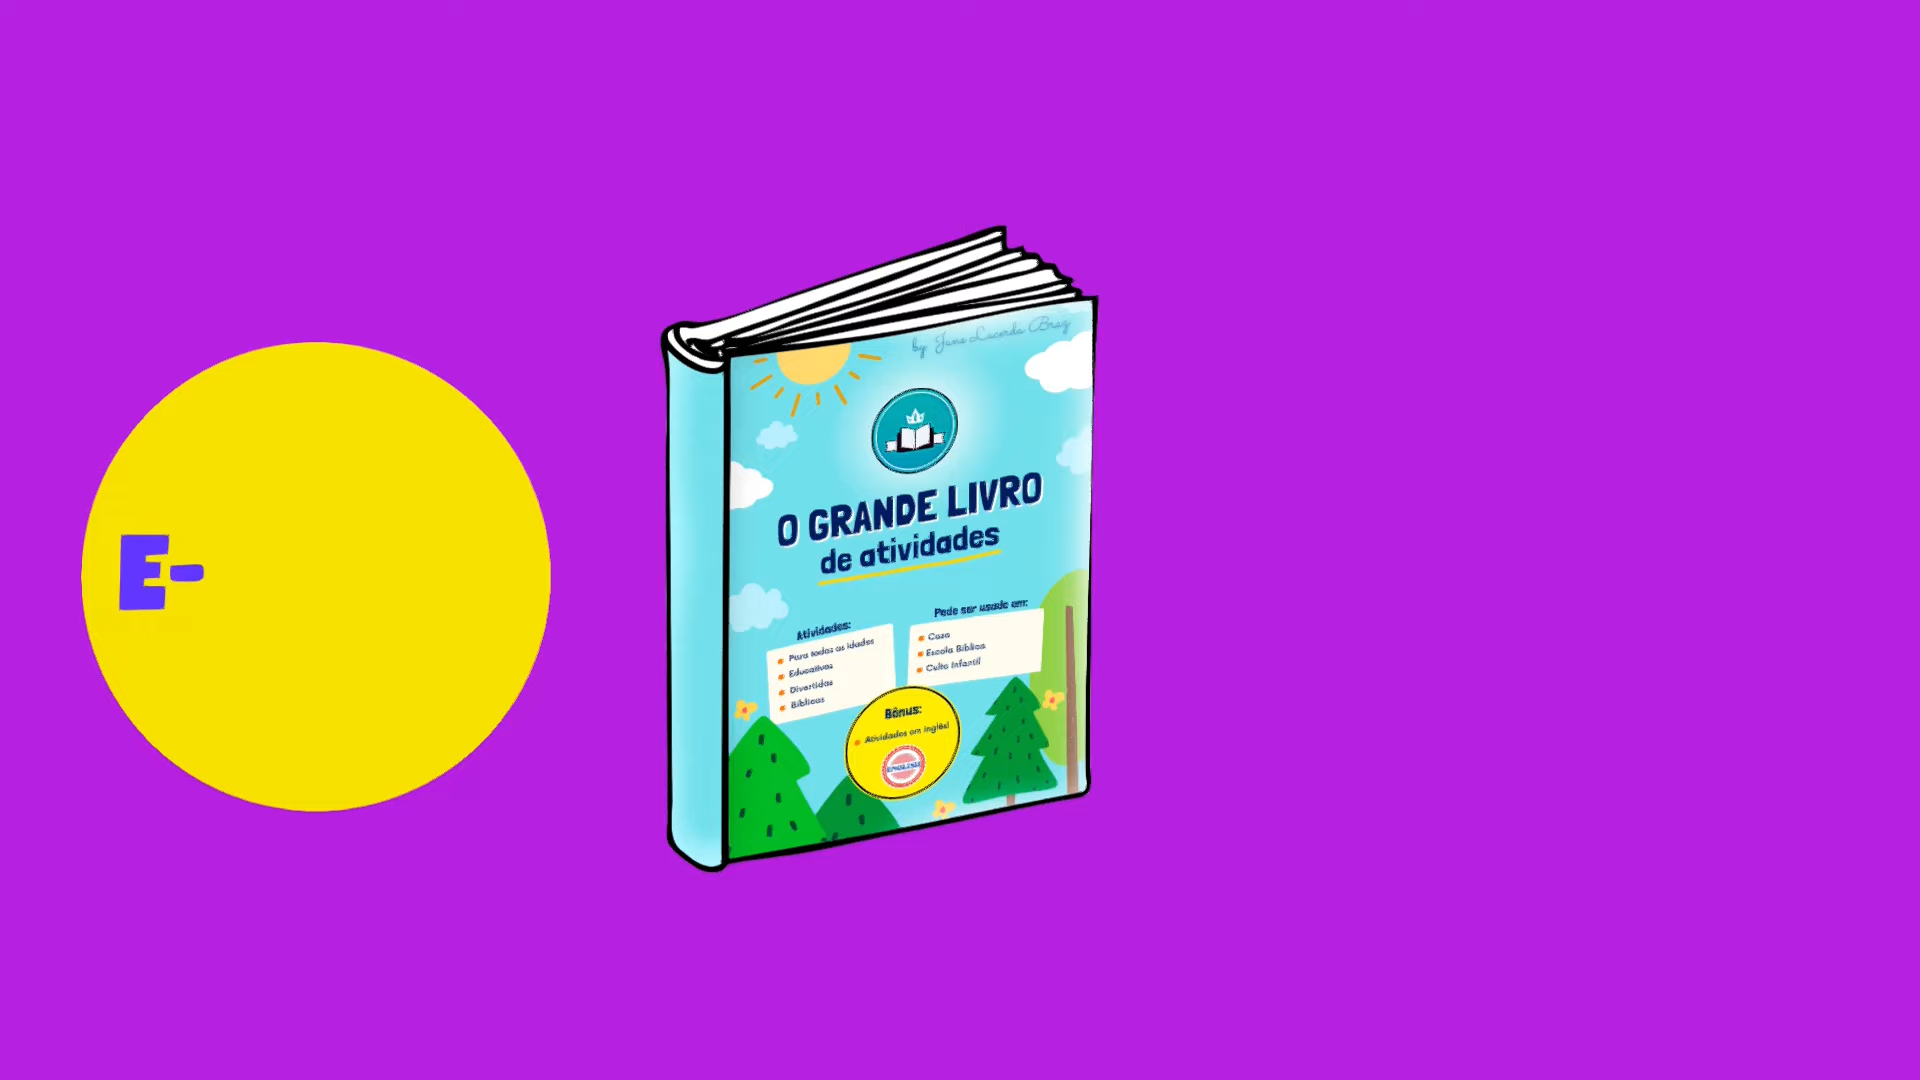 E-
by Jane Lacerda Braz
O GRANDE LIVRO
de atividades
Atividades:
Para todas as idades
Educativas
Divertidas
Bíblicas
Pode ser usado em:
Casa
Escola Bíblica
Culto Infantil
Bônus:
Atividades em inglês!
ENGLISH